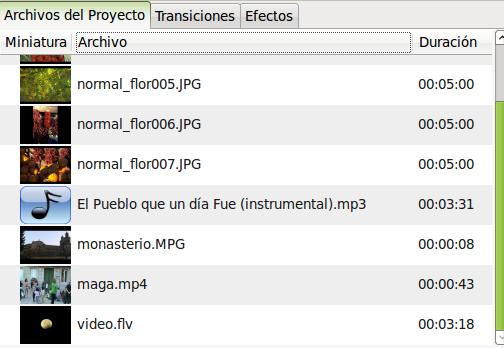 Archivos del Proyecto Transiciones Efectos
Miniatura Archivo Duración
normal_flor005.JPG 00:05:00
normal_flor006.JPG 00:05:00
normal_flor007.JPG 00:05:00
El Pueblo que un día Fue (instrumental).mp3 00:03:31
monasterio.MPG 00:00:08
maga.mp4 00:00:43
video.flv 00:03:18